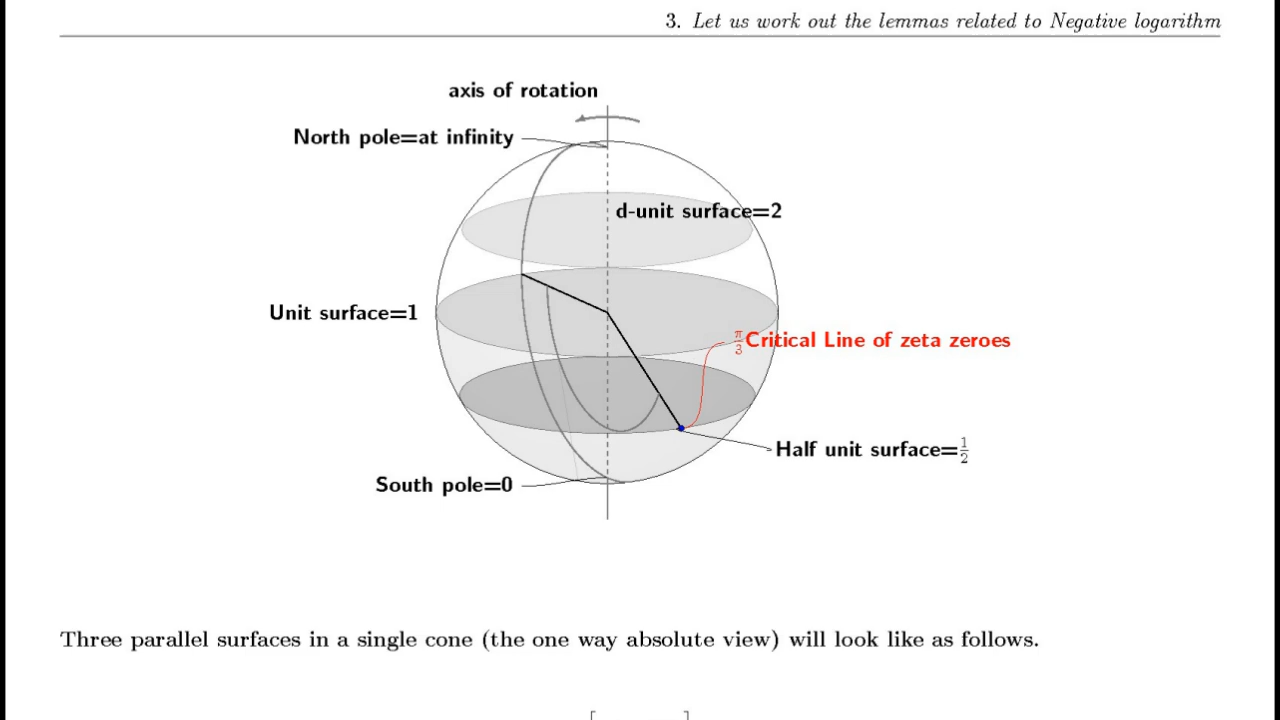 3. Let us work out the lemmas related to Negative logarithm
axis of rotation
North pole=at infinity
d-unit surface=2
Unit surface=1
π/3 Critical Line of zeta zeroes
Half unit surface=1/2
South pole=0
Three parallel surfaces in a single cone (the one way absolute view) will look like as follows.